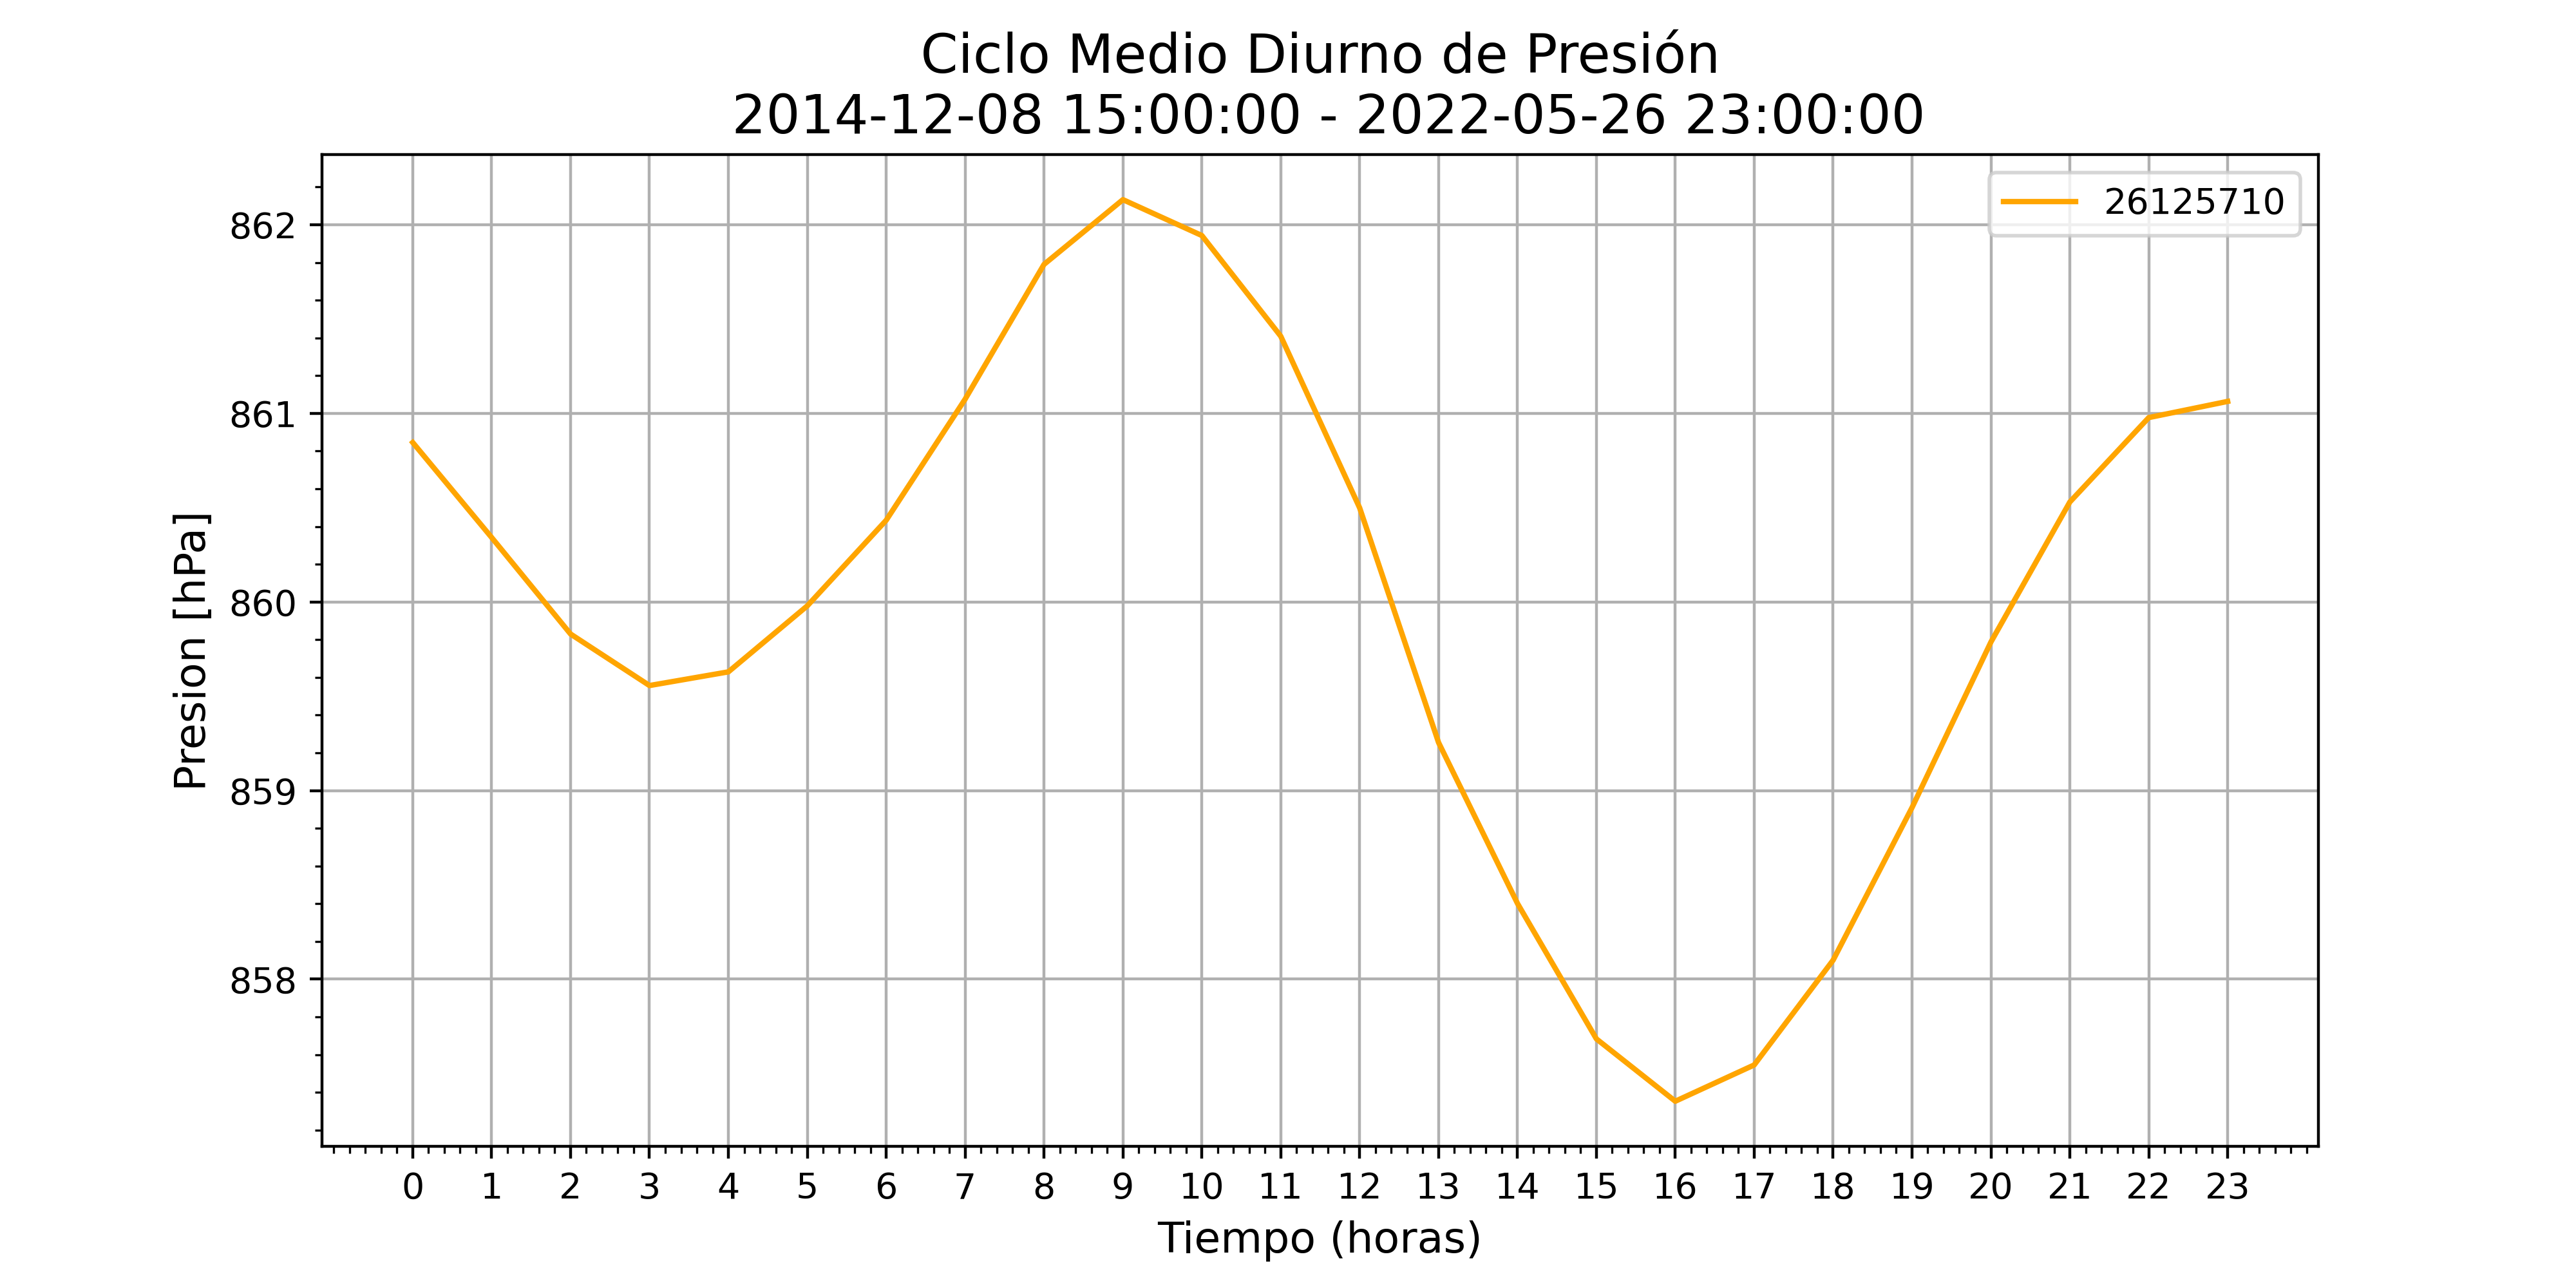 Ciclo Medio Diurno de Presión
2014-12-08 15:00:00 - 2022-05-26 23:00:00
26125710
862
861
860
859
858
Presion [hPa]
0 1 2 3 4 5 6 7 8 9 10 11 12 13 14 15 16 17 18 19 20 21 22 23
Tiempo (horas)